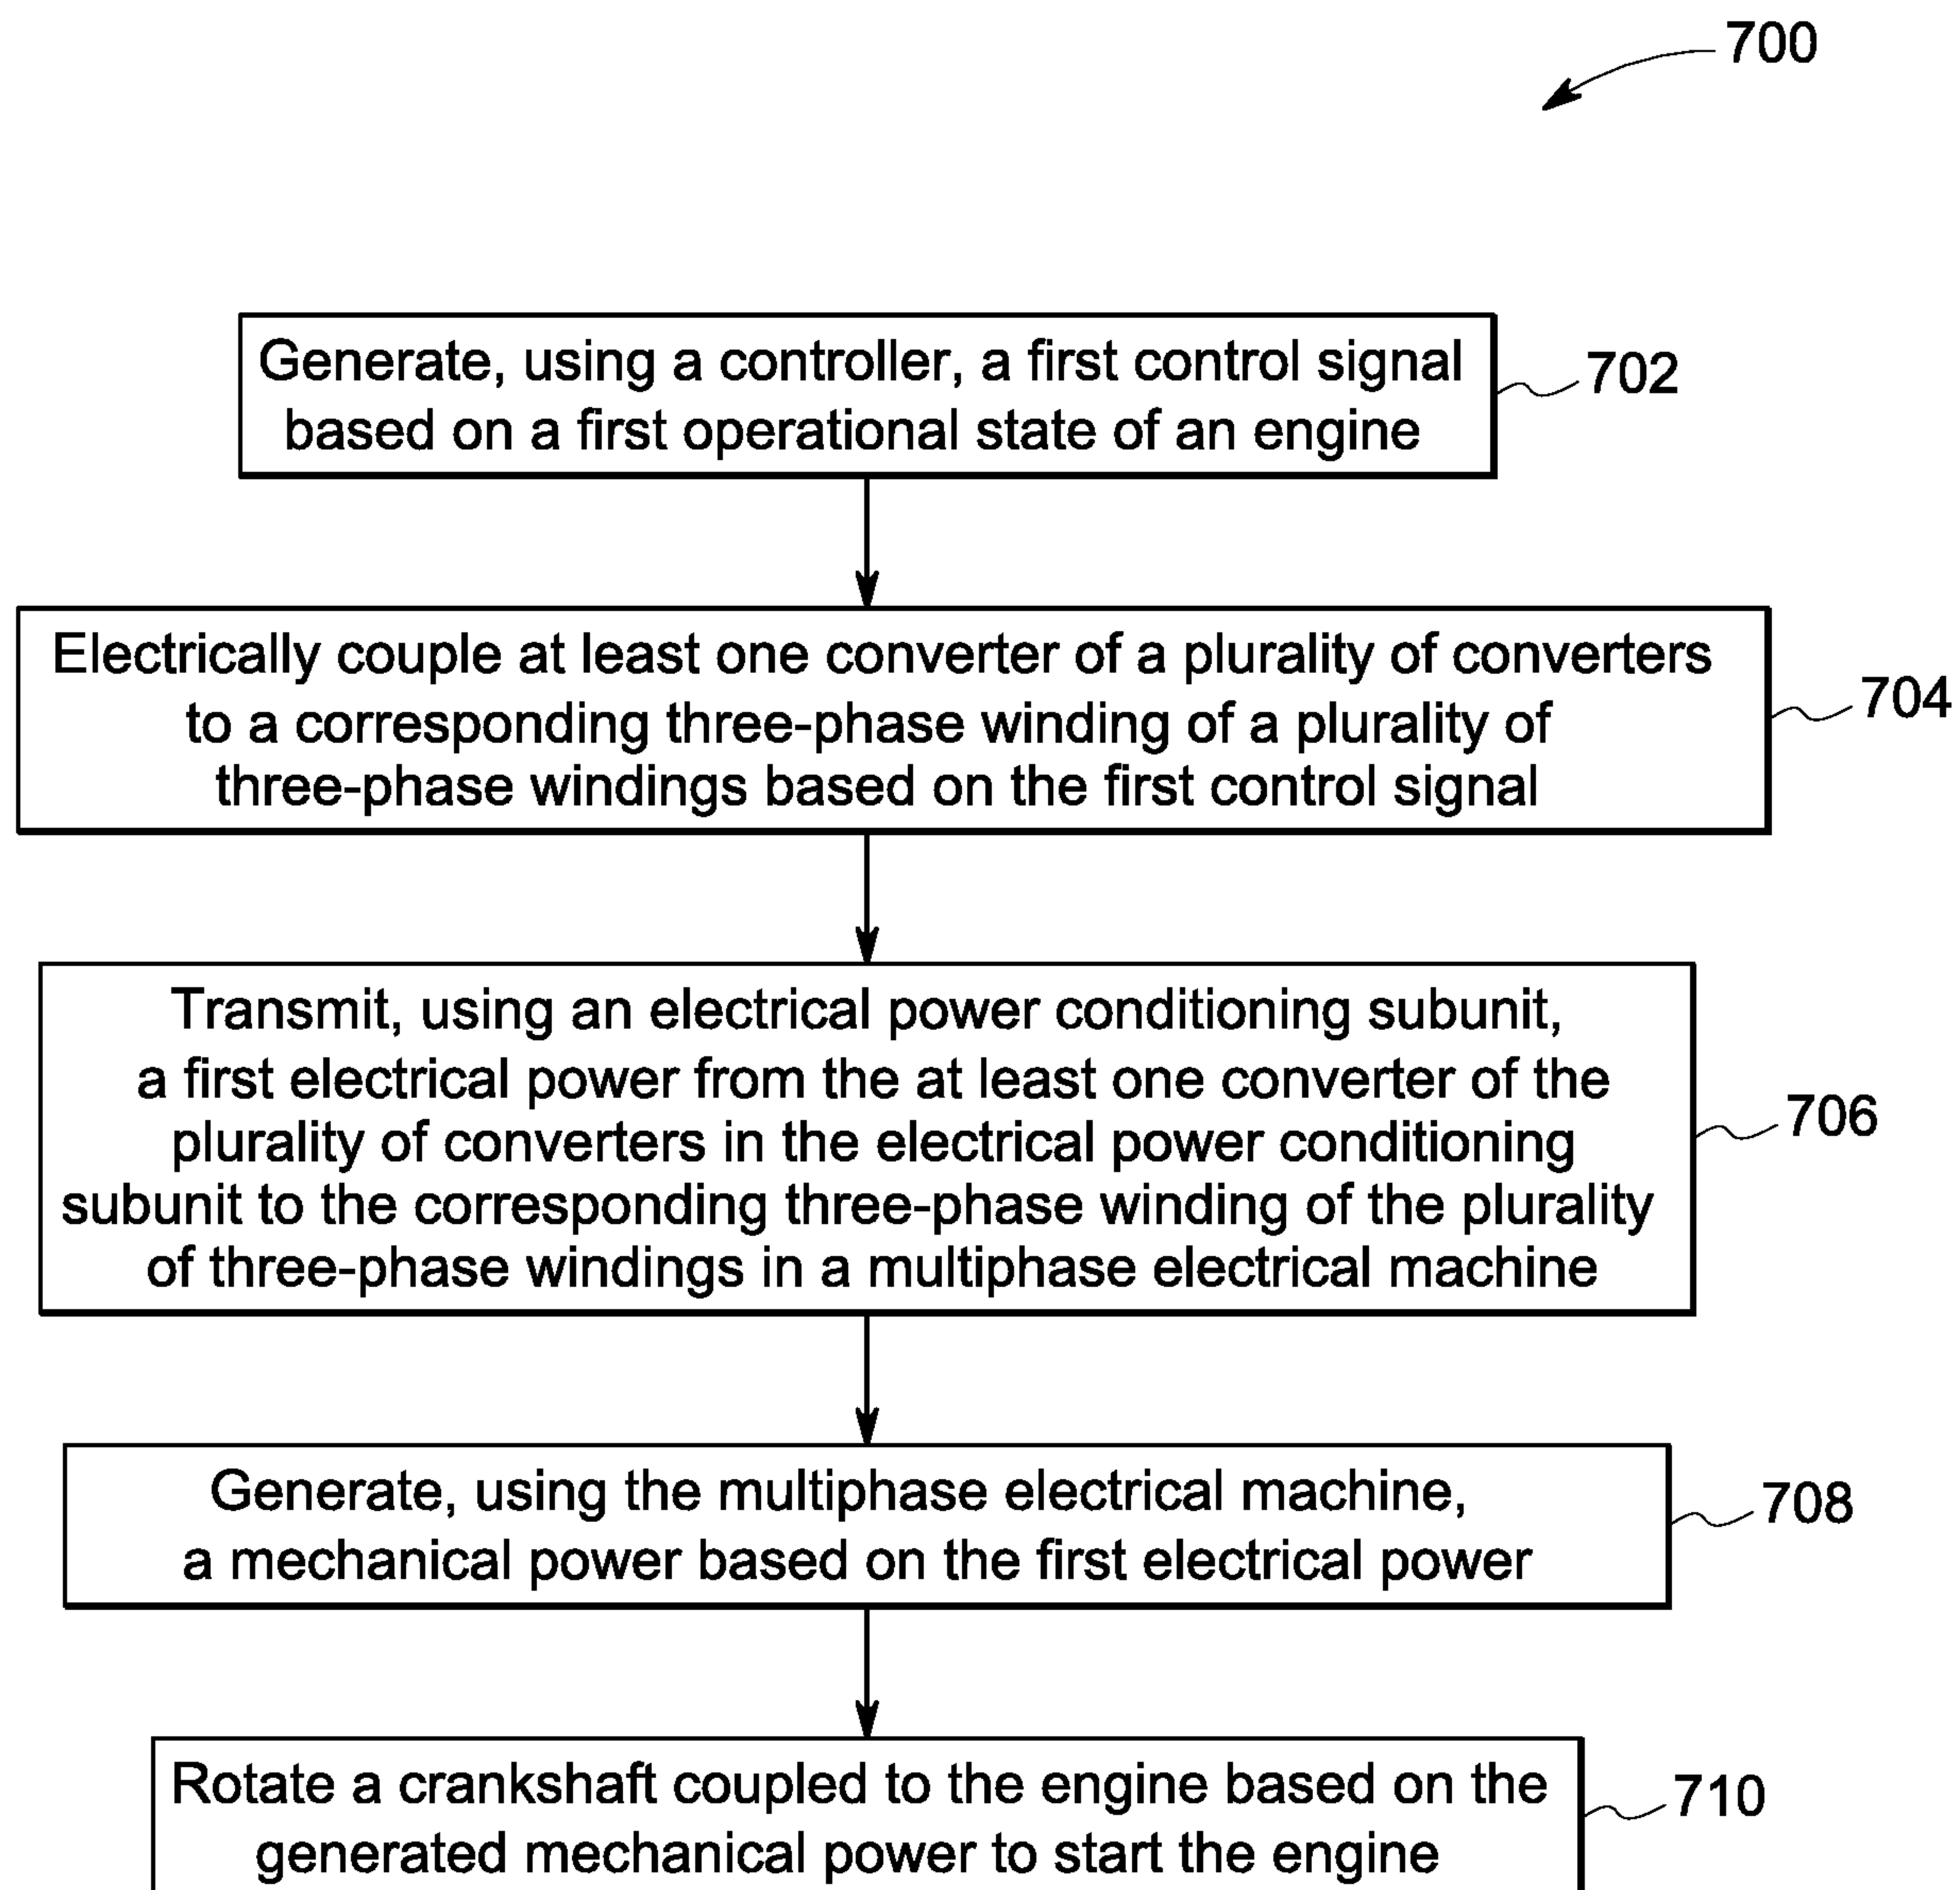 700
Generate, using a controller, a first control signal
based on a first operational state of an engine
702
Electrically couple at least one converter of a plurality of converters
to a corresponding three-phase winding of a plurality of
three-phase windings based on the first control signal
704
Transmit, using an electrical power conditioning subunit,
a first electrical power from the at least one converter of the
plurality of converters in the electrical power conditioning
subunit to the corresponding three-phase winding of the plurality
of three-phase windings in a multiphase electrical machine
706
Generate, using the multiphase electrical machine,
a mechanical power based on the first electrical power
708
Rotate a crankshaft coupled to the engine based on the
generated mechanical power to start the engine
710